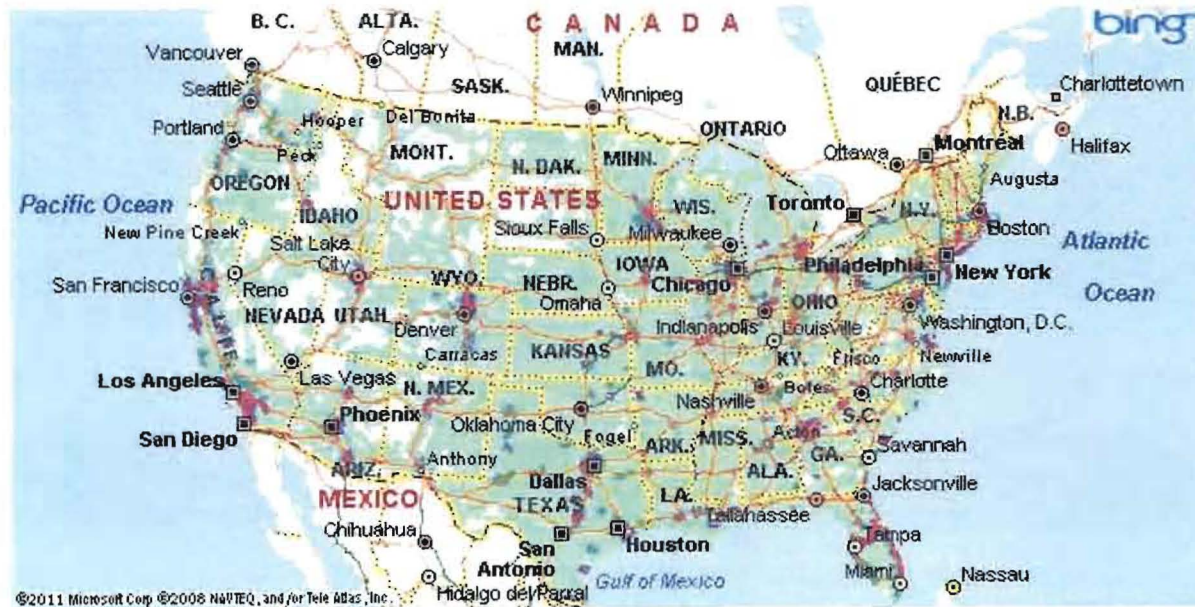 B. C.
ALTA.
CANADA
bing
MAN.
Vancouver
Calgary
SASK.
QUÉBEC
Charlottetown
Seattle
Winnipeg
N.B.
Hooper
Del Bonita
ONTARIO
Halifax
Portland
Peck
MONT.
N. DAK.
MINN.
Ottawa
Montréal
OREGON
Augusta
Pacific Ocean
IDAHO
UNITED STATES
WIS.
Toronto
N.Y.
New Pine Creek
Sioux Falls
Milwaukee
Boston
Atlantic
Ocean
Salt Lake
City
WYO.
IOWA
Philadelphia
New York
San Francisco
Reno
NEBR.
Omaha
Chicago
OHIO
CALIF.
NEVADA
UTAH
Denver
Indianapolis
Louisville
Washington, D.C.
Carracas
KANSAS
MO.
KY.
Frisco
Newville
Los Angeles
Las Vegas
N. MEX.
Nashville
Boles
Charlotte
San Diego
Phoenix
Oklahoma City
Fogel
ARK.
MISS.
Acton
S.C.
Savannah
ARIZ.
Anthony
Dallas
ALA.
GA.
MEXICO
TEXAS
LA.
Jacksonville
Tallahassee
Chihuahua
San
Antonio
Houston
Tampa
Gulf of Mexico
Miami
Nassau
Hidalgo del Parral
©2011 Microsoft Corp ©2008 NAVTEQ, and/or Tele Atlas, Inc.